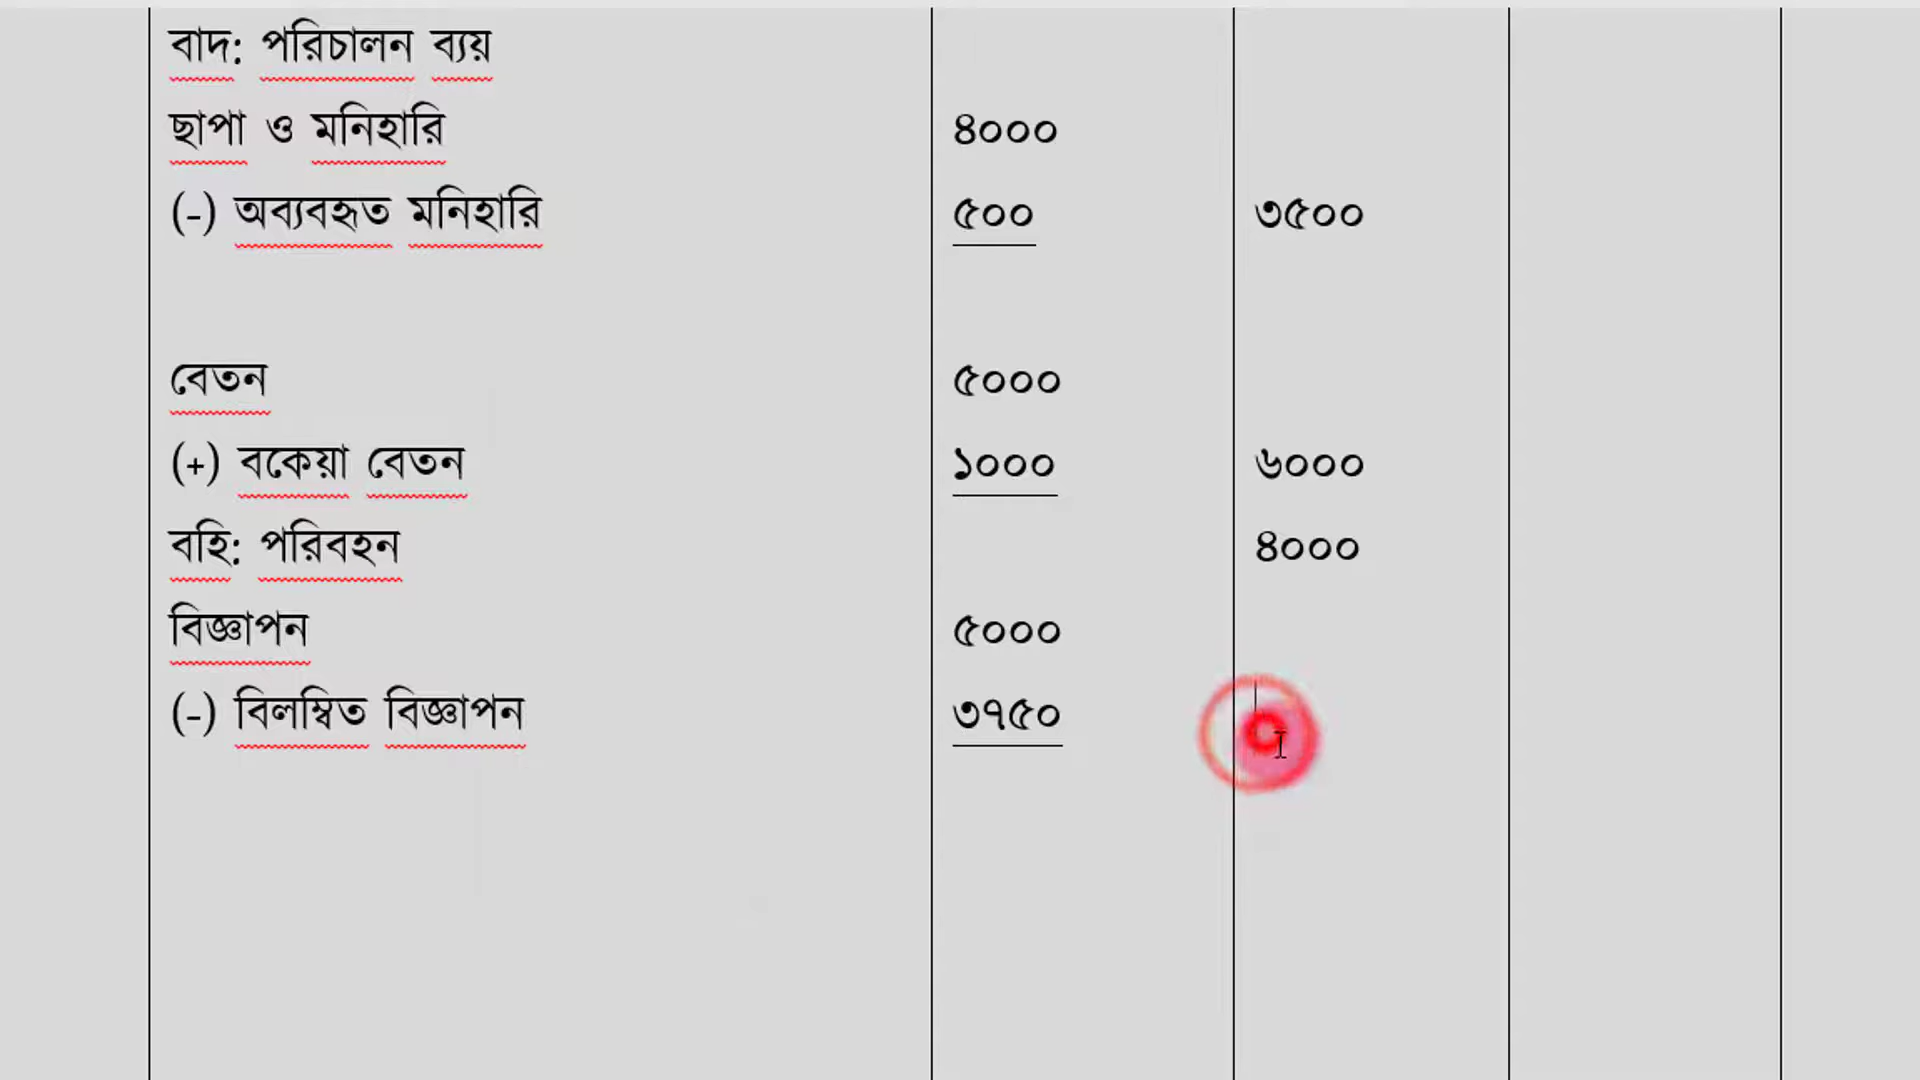 বাদ: পরিচালন ব্যয়
ছাপা ও মনিহারি ৪০০০
(-) অব্যবহৃত মনিহারি ৫০০ ৩৫০০
বেতন ৫০০০
(+) বকেয়া বেতন ১০০০ ৬০০০
বহি: পরিবহন ৪০০০
বিজ্ঞাপন ৫০০০
(-) বিলম্বিত বিজ্ঞাপন ৩৭৫০